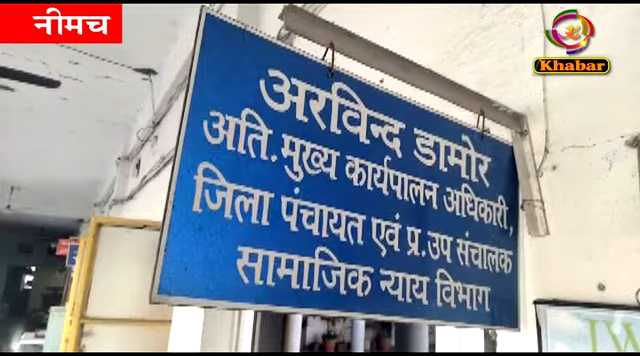 नीमच
Khabar
अरविन्द डामोर
अति. मुख्य कार्यपालन अधिकारी,
जिला पंचायत एवं प्र. उप संचालक
सामाजिक न्याय विभाग